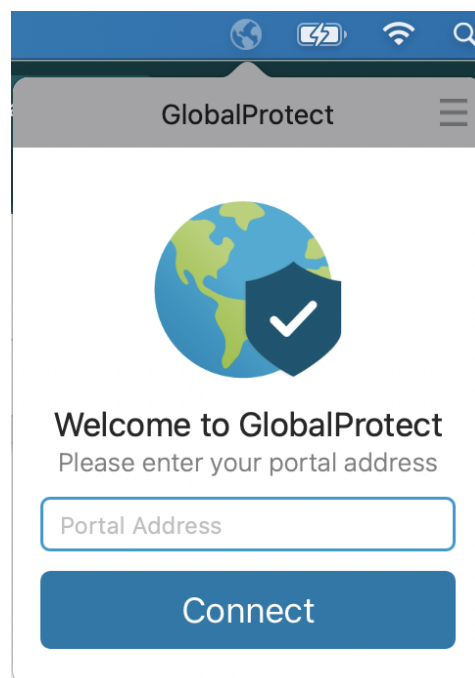 GlobalProtect
Welcome to GlobalProtect
Please enter your portal address
Portal Address
Connect